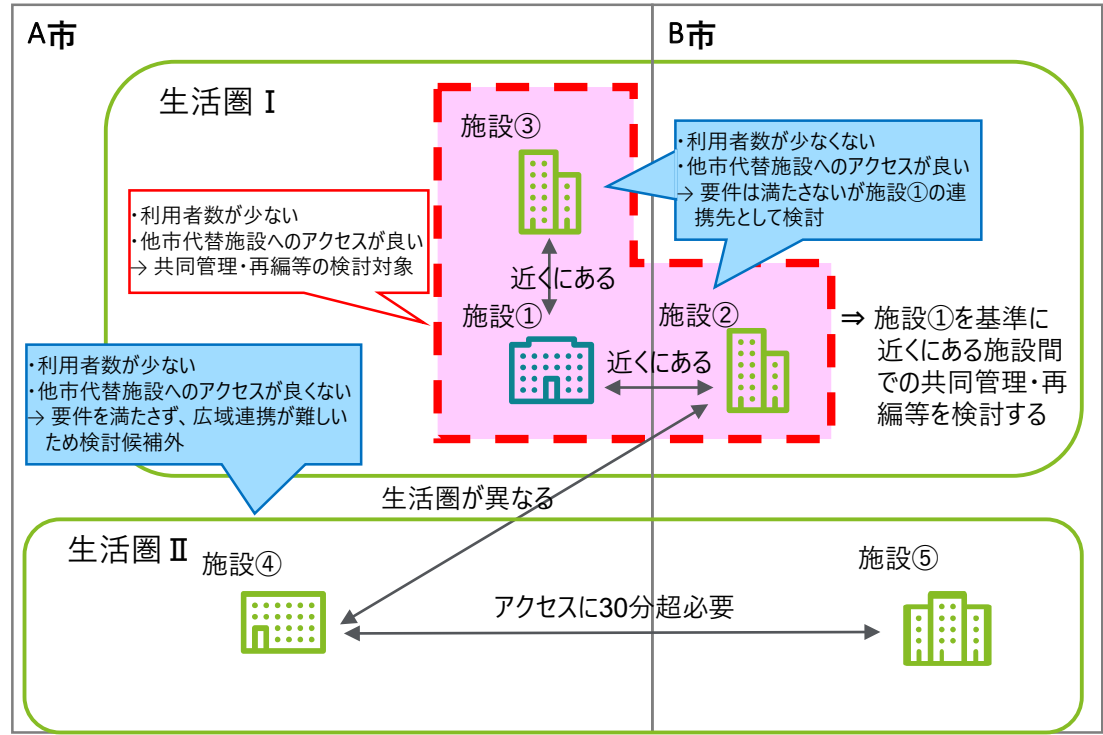 A市
B市
生活圏 Ⅰ
施設③
・利用者数が少なくない
・他市代替施設へのアクセスが良い
→ 要件は満たさないが施設①の連
携先として検討
・利用者数が少ない
・他市代替施設へのアクセスが良い
→ 共同管理・再編等の検討対象
近くにある
施設①
施設②
近くにある
⇒ 施設①を基準に
近くにある施設間
での共同管理・再
編等を検討する
・利用者数が少ない
・他市代替施設へのアクセスが良くない
→ 要件を満たさず、広域連携が難しい
ため検討候補外
生活圏が異なる
生活圏 Ⅱ
施設④
施設⑤
アクセスに30分超必要